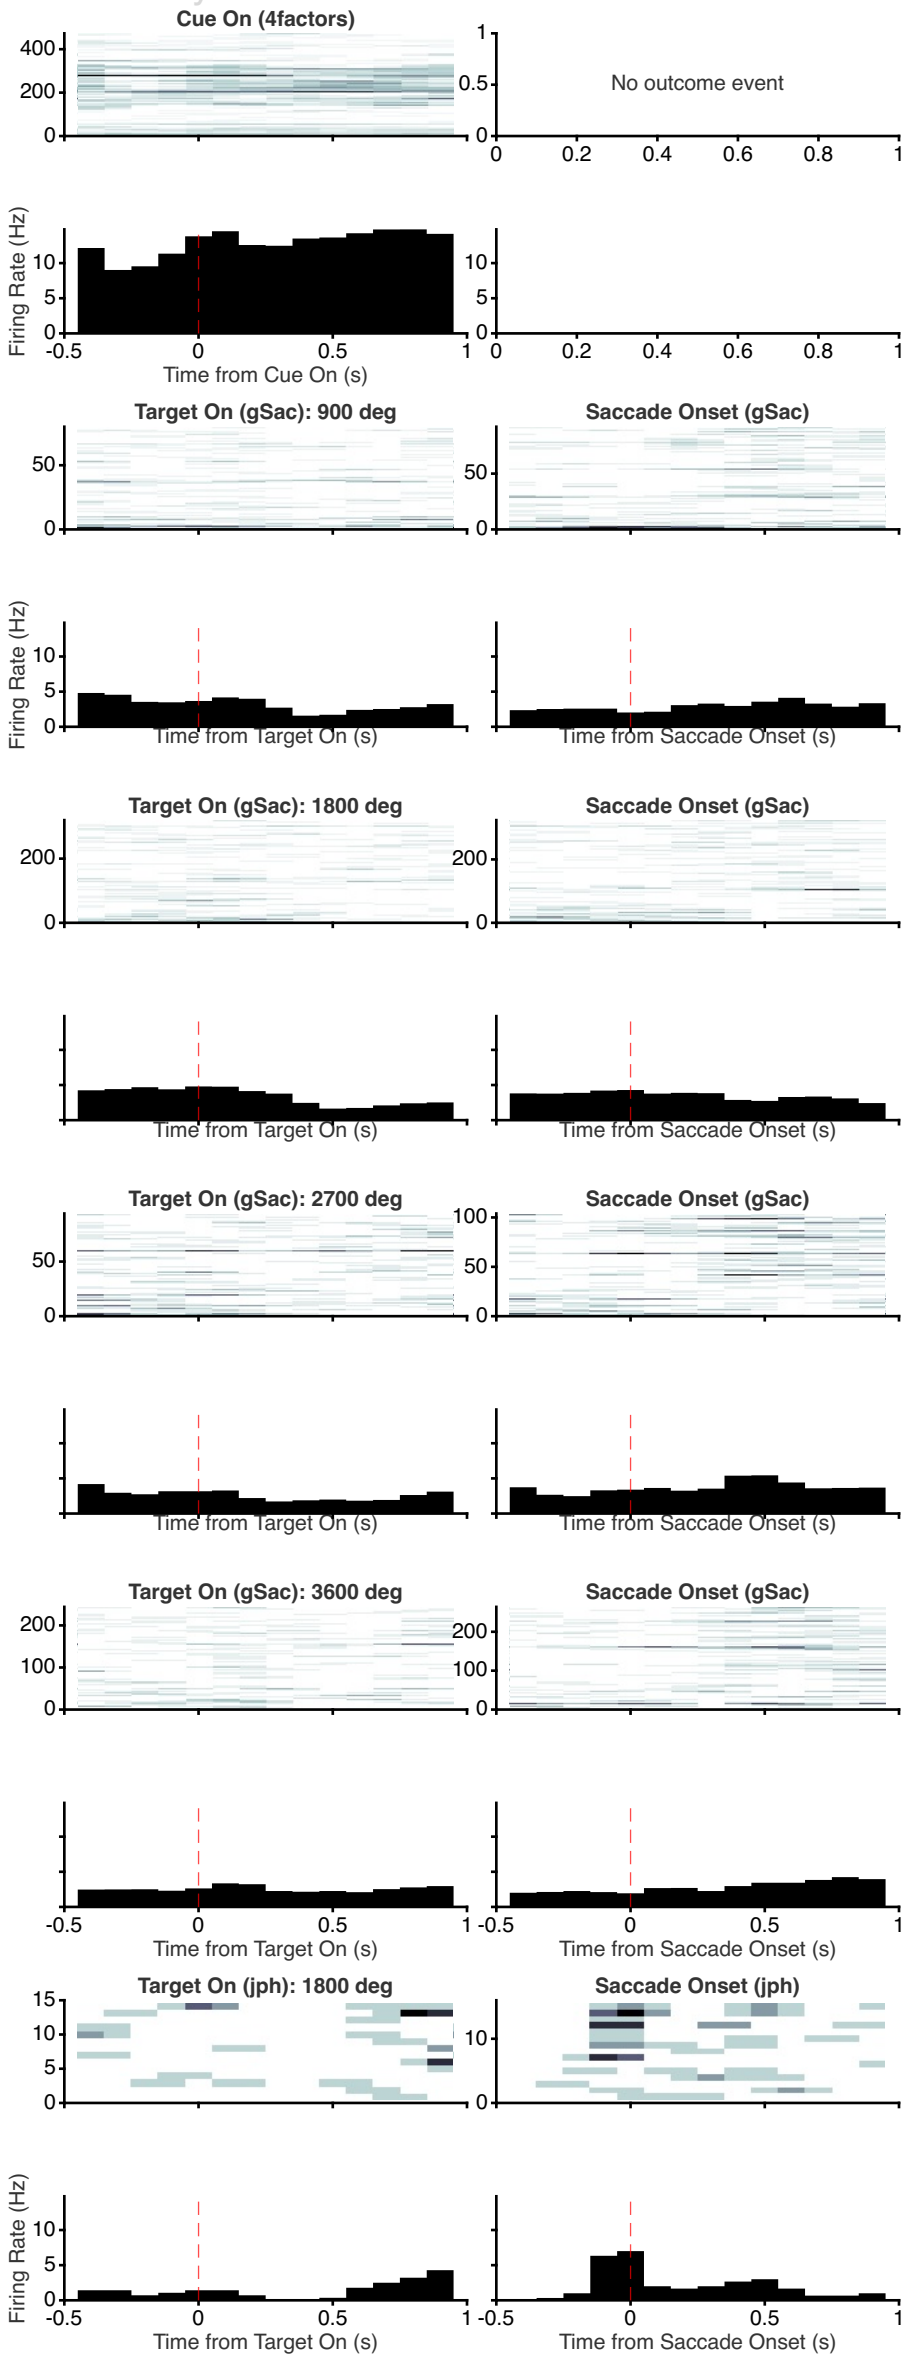 Cue On (4factors)
400
200
0
1
0.5
0
No outcome event
0 0.2 0.4 0.6 0.8 1
Firing Rate (Hz)
10
5
0
-0.5 0 0.5 1
Time from Cue On (s)
10
5
0
0 0.2 0.4 0.6 0.8 1
Target On (gSac): 900 deg
50
0
Saccade Onset (gSac)
50
0
Firing Rate (Hz)
10
5
0
Time from Target On (s)
Time from Saccade Onset (s)
Target On (gSac): 1800 deg
200
0
Saccade Onset (gSac)
200
0
Time from Target On (s)
Time from Saccade Onset (s)
Target On (gSac): 2700 deg
50
0
Saccade Onset (gSac)
100
50
0
Time from Target On (s)
Time from Saccade Onset (s)
Target On (gSac): 3600 deg
200
100
0
Saccade Onset (gSac)
200
100
0
-0.5 0 0.5 1
Time from Target On (s)
-0.5 0 0.5 1
Time from Saccade Onset (s)
Target On (jph): 1800 deg
15
10
5
0
Saccade Onset (jph)
10
0
Firing Rate (Hz)
10
5
0
-0.5 0 0.5 1
Time from Target On (s)
-0.5 0 0.5 1
Time from Saccade Onset (s)